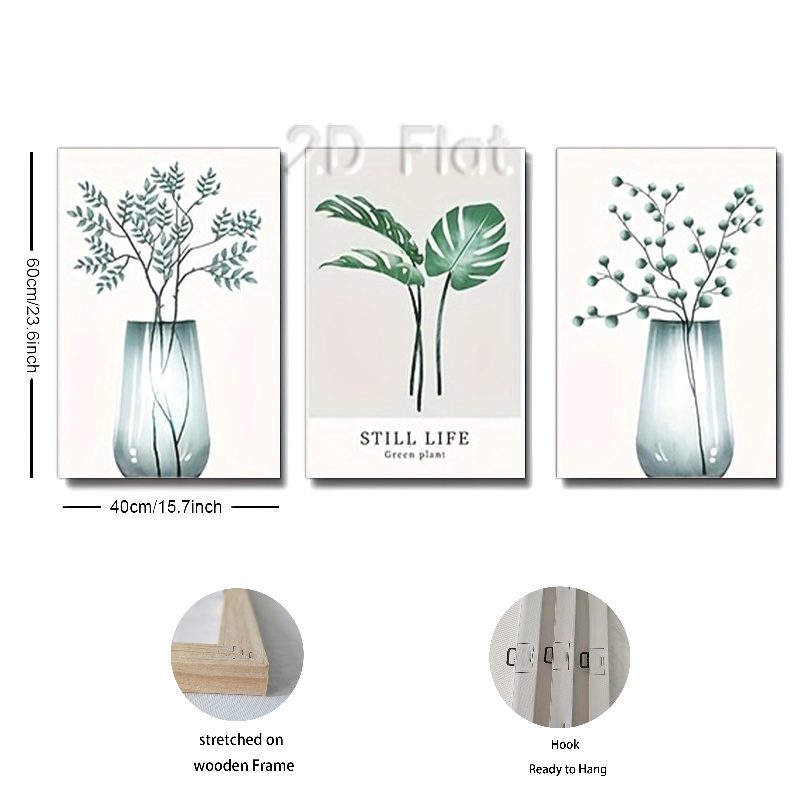 2.D Flat.
60cm/23.6inch
STILL LIFE
Green plant
40cm/15.7inch
stretched on
wooden Frame
Hook
Ready to Hang